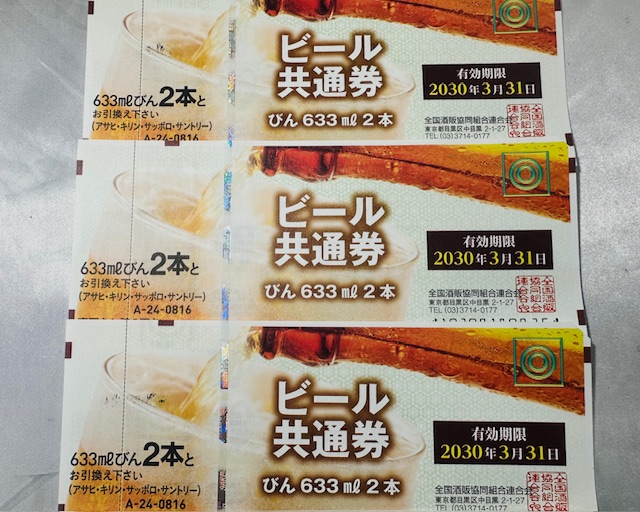 ビール
共通券
びん 633㎖ 2本
有効期限
2030年3月31日
633㎖びん2本と
お引換え下さい
(アサヒ・キリン・サッポロ・サントリー)
A-24-0816
全国酒販協同組合連合会
東京都目黒区中目黒 2-1-27
TEL (03) 3714-0177
ビール
共通券
びん 633㎖ 2本
有効期限
2030年3月31日
633㎖びん2本と
お引換え下さい
(アサヒ・キリン・サッポロ・サントリー)
A-24-0816
全国酒販協同組合連合会
東京都目黒区中目黒 2-1-27
TEL (03) 3714-0177
ビール
共通券
びん 633㎖ 2本
有効期限
2030年3月31日
633㎖びん2本と
お引換え下さい
(アサヒ・キリン・サッポロ・サントリー)
A-24-0816
全国酒販協同組合連合会
東京都目黒区中目黒 2-1-27
TEL (03) 3714-0177